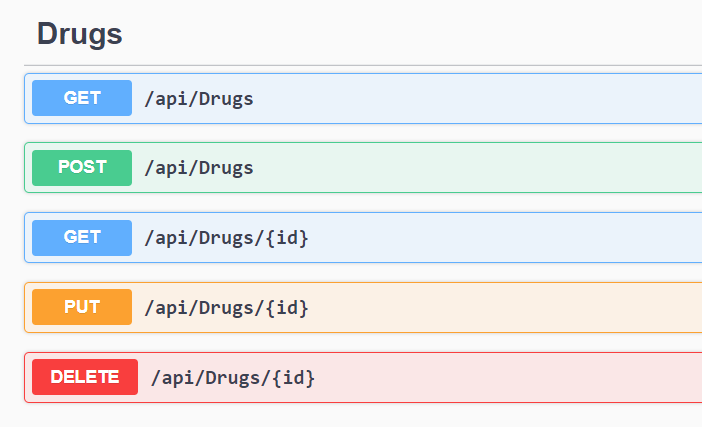 Drugs
GET /api/Drugs
POST /api/Drugs
GET /api/Drugs/{id}
PUT /api/Drugs/{id}
DELETE /api/Drugs/{id}